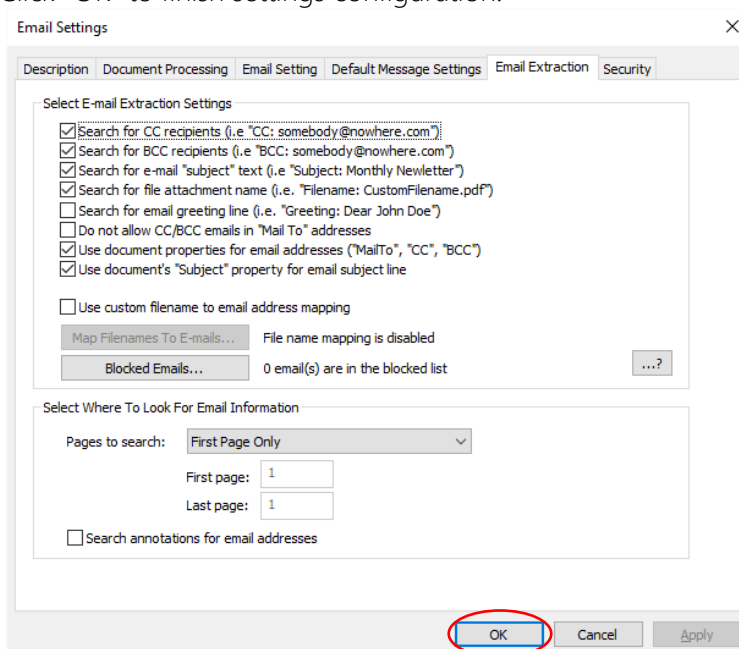 Click "OK" to finish settings configuration.
Email Settings
Description Document Processing Email Setting Default Message Settings Email Extraction Security
Select E-mail Extraction Settings
Search for CC recipients (i.e "CC: somebody@nowhere.com")
Search for BCC recipients (i.e "BCC: somebody@nowhere.com")
Search for e-mail "subject" text (i.e "Subject: Monthly Newletter")
Search for file attachment name (i.e. "Filename: CustomFilename.pdf")
Search for email greeting line (i.e. "Greeting: Dear John Doe")
Do not allow CC/BCC emails in "Mail To" addresses
Use document properties for email addresses ("MailTo", "CC", "BCC")
Use document's "Subject" property for email subject line
Use custom filename to email address mapping
Map Filenames To E-mails... File name mapping is disabled
Blocked Emails... 0 email(s) are in the blocked list ...?
Select Where To Look For Email Information
Pages to search: First Page Only
First page: 1
Last page: 1
Search annotations for email addresses
OK Cancel Apply